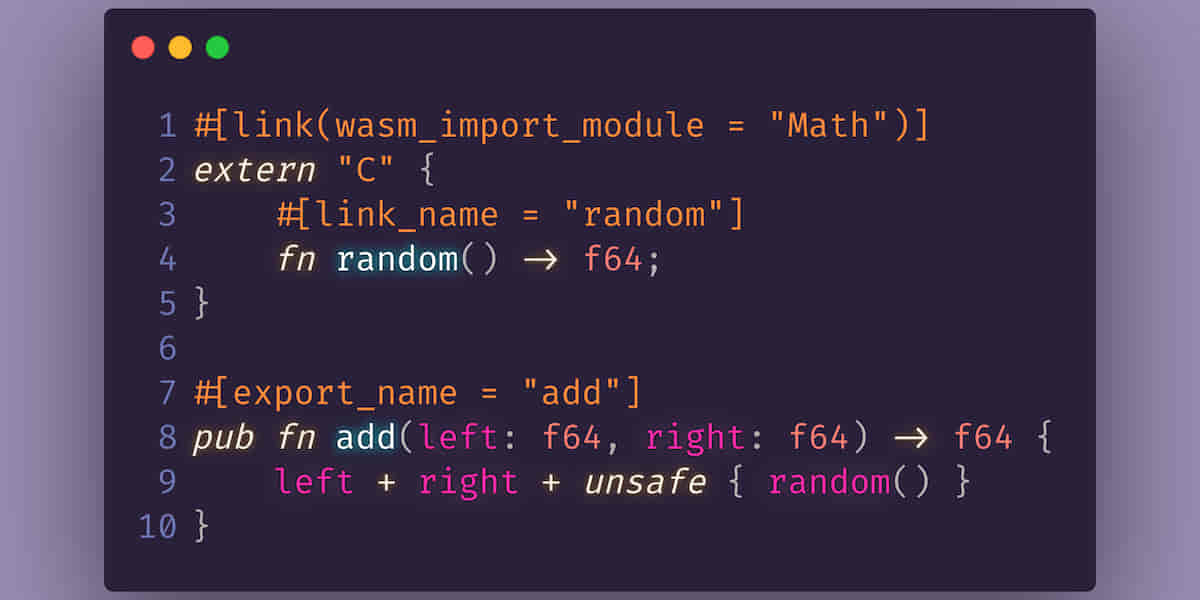 1 #[link(wasm_import_module = "Math")]
2 extern "C" {
3     #[link_name = "random"]
4     fn random() -> f64;
5 }
6
7 #[export_name = "add"]
8 pub fn add(left: f64, right: f64) -> f64 {
9     left + right + unsafe { random() }
10 }